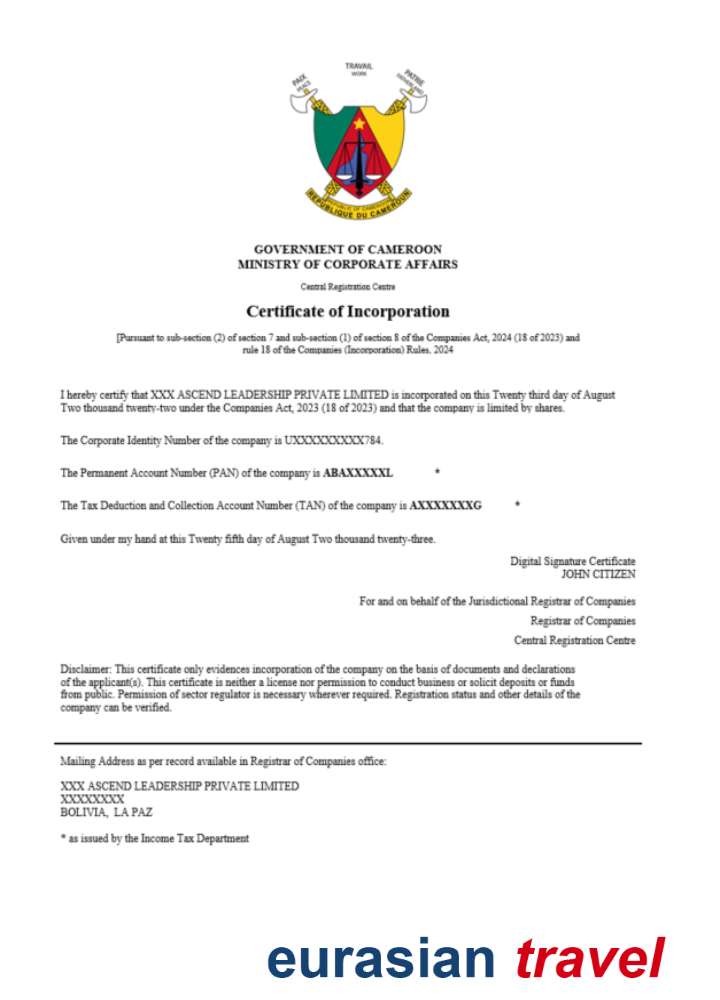 TRAVAIL
WORK
PAIX
PEACE
PATRIE
FATHERLAND
REPUBLIC OF CAMEROON
REPUBLIQUE DU CAMEROUN
GOVERNMENT OF CAMEROON
MINISTRY OF CORPORATE AFFAIRS
Central Registration Centre
Certificate of Incorporation
[Pursuant to sub-section (2) of section 7 and sub-section (1) of section 8 of the Companies Act, 2024 (18 of 2023) and
rule 18 of the Companies (Incorporation) Rules, 2024
I hereby certify that XXX ASCEND LEADERSHIP PRIVATE LIMITED is incorporated on this Twenty third day of August
Two thousand twenty-two under the Companies Act, 2023 (18 of 2023) and that the company is limited by shares.
The Corporate Identity Number of the company is UXXXXXXXXX784.
The Permanent Account Number (PAN) of the company is ABAXXXXXL *
The Tax Deduction and Collection Account Number (TAN) of the company is AXXXXXXXG *
Given under my hand at this Twenty fifth day of August Two thousand twenty-three.
Digital Signature Certificate
JOHN CITIZEN
For and on behalf of the Jurisdictional Registrar of Companies
Registrar of Companies
Central Registration Centre
Disclaimer: This certificate only evidences incorporation of the company on the basis of documents and declarations
of the applicant(s). This certificate is neither a license nor permission to conduct business or solicit deposits or funds
from public. Permission of sector regulator is necessary wherever required. Registration status and other details of the
company can be verified.
Mailing Address as per record available in Registrar of Companies office:
XXX ASCEND LEADERSHIP PRIVATE LIMITED
XXXXXXXX
BOLIVIA, LA PAZ
* as issued by the Income Tax Department
eurasian travel